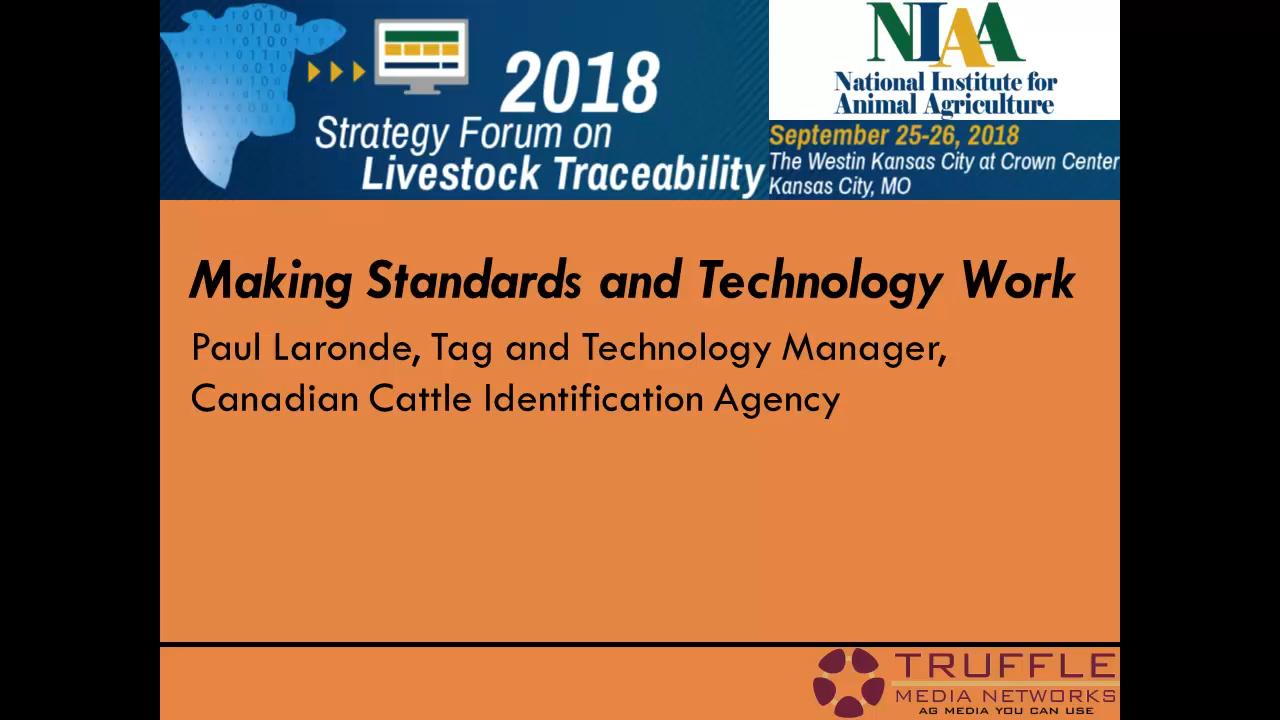 2018
Strategy Forum on
Livestock Traceability
NIAA
National Institute for
Animal Agriculture
September 25-26, 2018
The Westin Kansas City at Crown Center
Kansas City, MO
Making Standards and Technology Work
Paul Laronde, Tag and Technology Manager,
Canadian Cattle Identification Agency
TRUFFLE
MEDIA NETWORKS
AG MEDIA YOU CAN USE